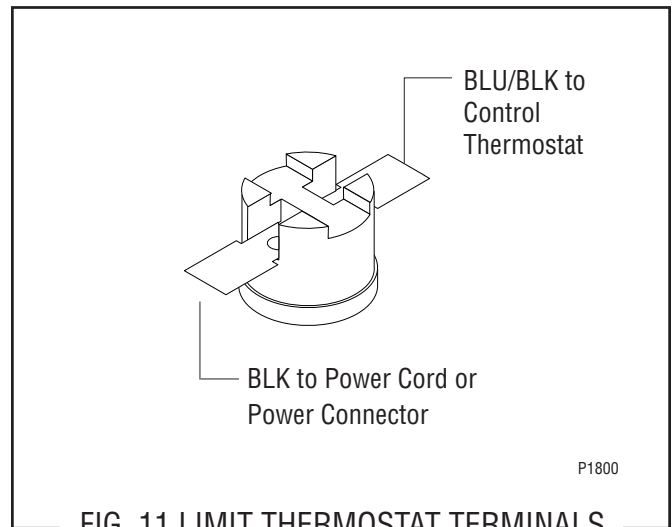 BLU/BLK to
Control
Thermostat
BLK to Power Cord or
Power Connector
P1800
FIG. 11 LIMIT THERMOSTAT TERMINALS